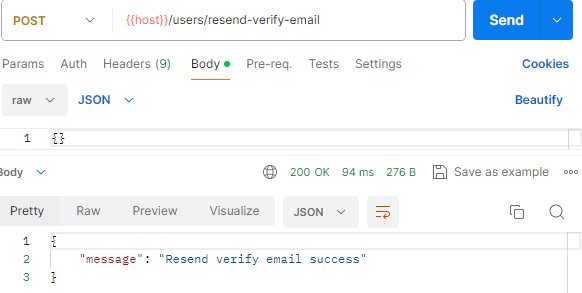 POST {{host}}/users/resend-verify-email Send
Params Auth Headers (9) Body Pre-req. Tests Settings Cookies
raw JSON Beautify
1 {}
Body 200 OK 94 ms 276 B Save as example
Pretty Raw Preview Visualize JSON
1 {
2 "message": "Resend verify email success"
3 }